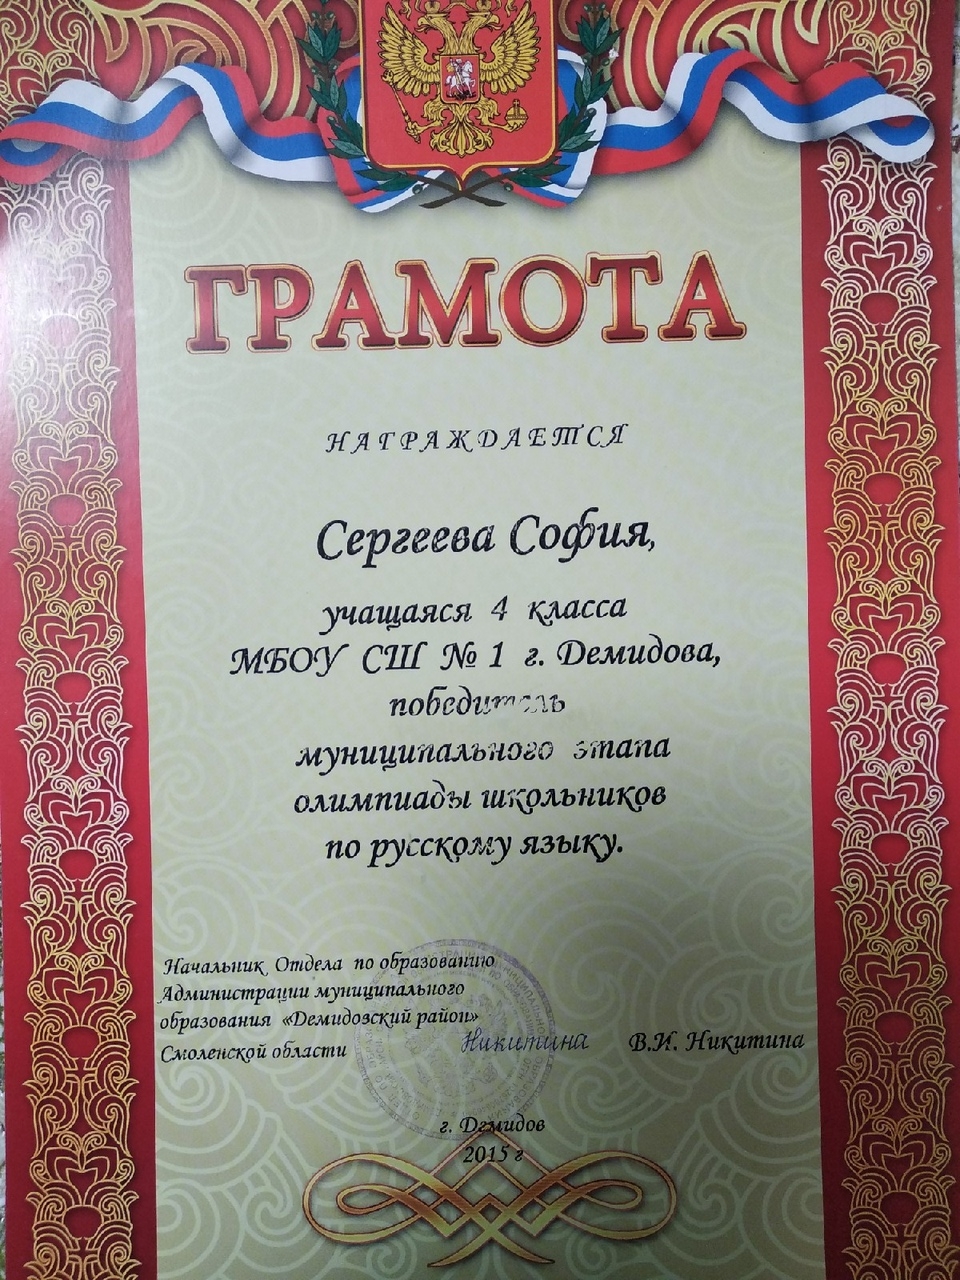 ГРАМОТА
НАГРАЖДАЕТСЯ
Сергеева София,
учащаяся 4 класса
МБОУ СШ № 1 г. Демидова,
победитель
муниципального этапа
олимпиады школьников
по русскому языку.
Начальник Отдела по образованию
Администрации муниципального
образования «Демидовский район»
Смоленской области Никитина В.И. Никитина
г. Демидов
2015 г